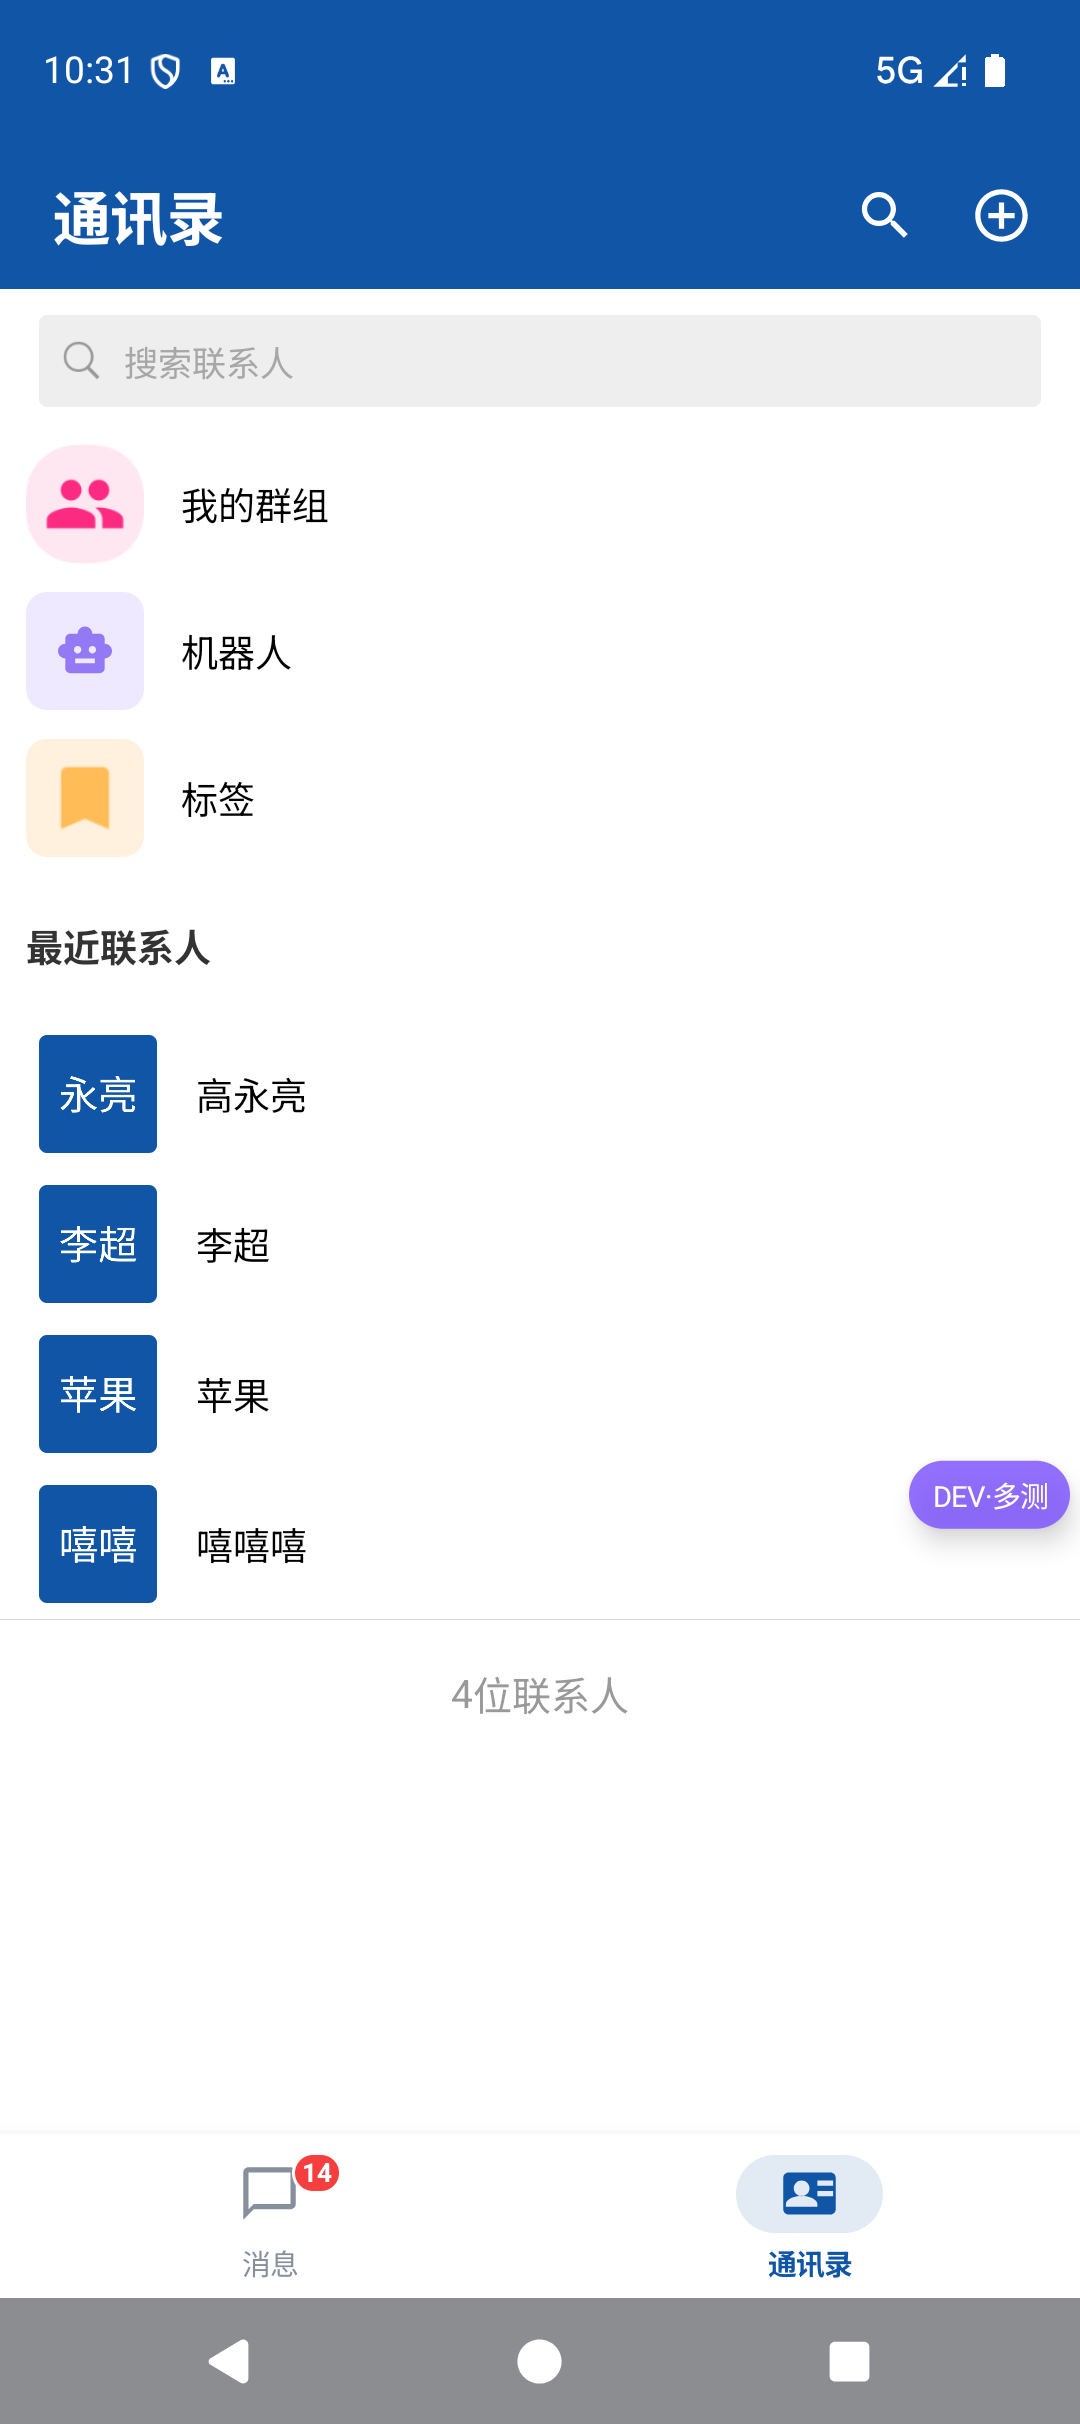 10:31
5G
通讯录
搜索联系人
我的群组
机器人
标签
最近联系人
永亮 高永亮
李超 李超
苹果 苹果
DEV·多测
嘻嘻 嘻嘻嘻
4位联系人
14
消息
通讯录